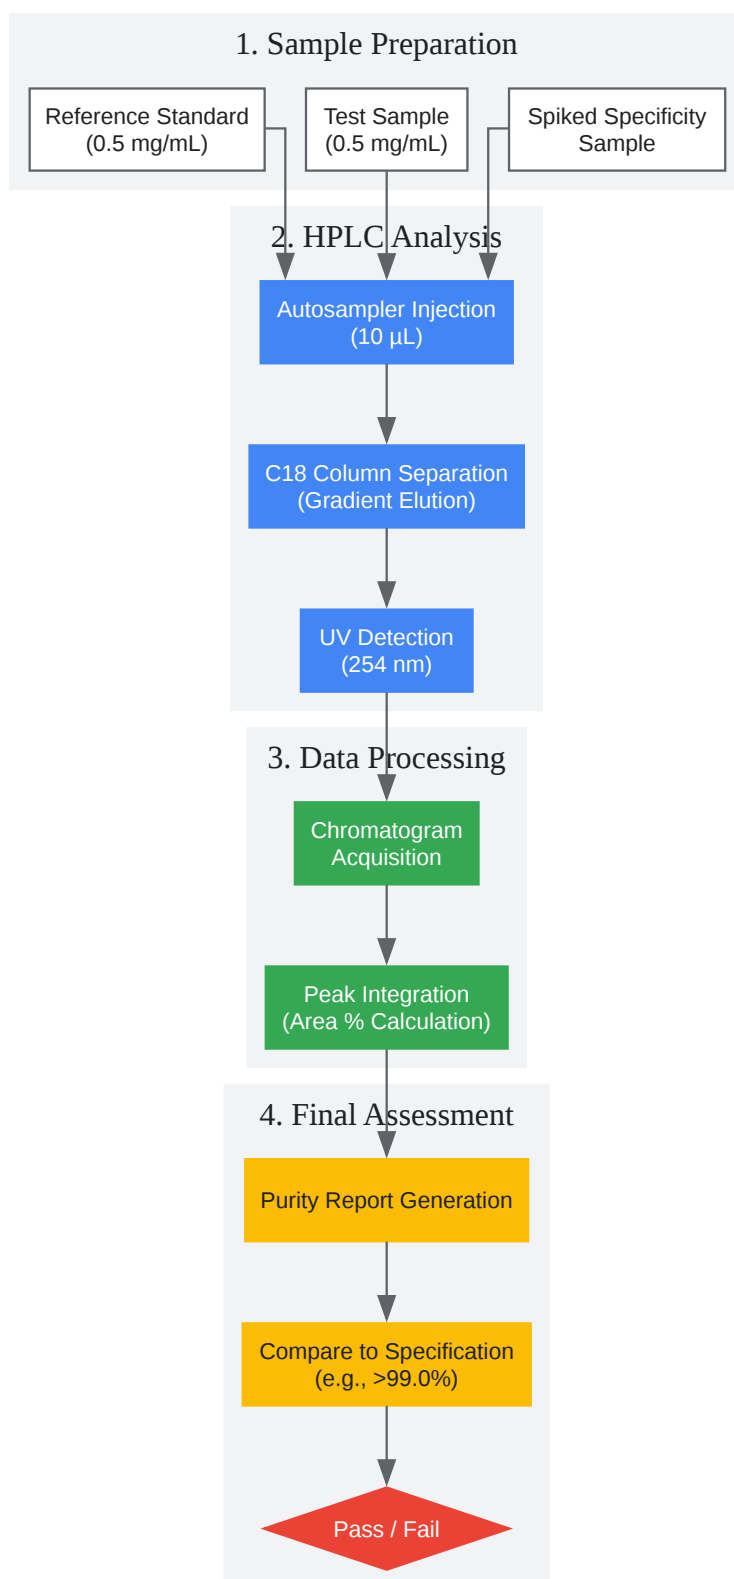 1. Sample Preparation
Reference Standard
(0.5 mg/mL)
Test Sample
(0.5 mg/mL)
Spiked Specificity
Sample
2. HPLC Analysis
Autosampler Injection
(10 µL)
C18 Column Separation
(Gradient Elution)
UV Detection
(254 nm)
3. Data Processing
Chromatogram
Acquisition
Peak Integration
(Area % Calculation)
4. Final Assessment
Purity Report Generation
Compare to Specification
(e.g., >99.0%)
Pass / Fail